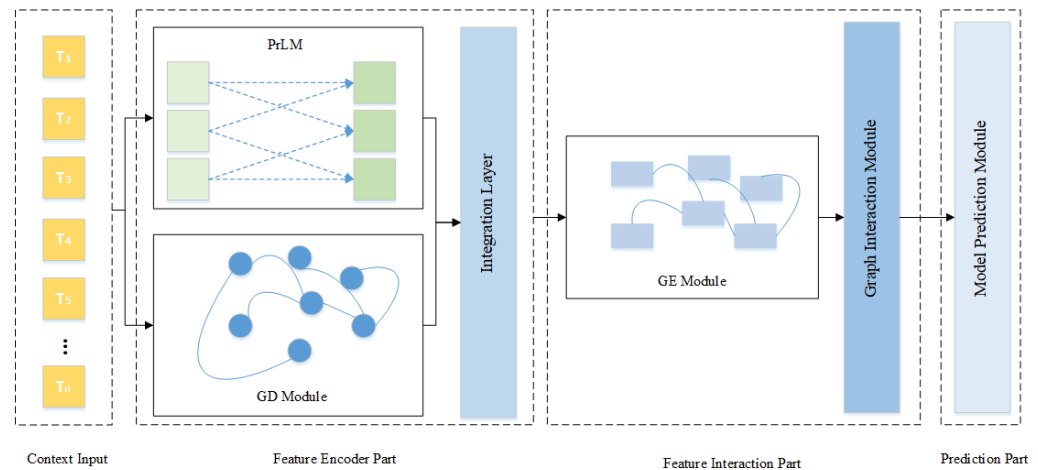 T1
T2
T3
T4
T5
...
Tn
PrLM
GD Module
Integration Layer
GE Module
Graph Interaction Module
Model Prediction Module
Context Input
Feature Encoder Part
Feature Interaction Part
Prediction Part